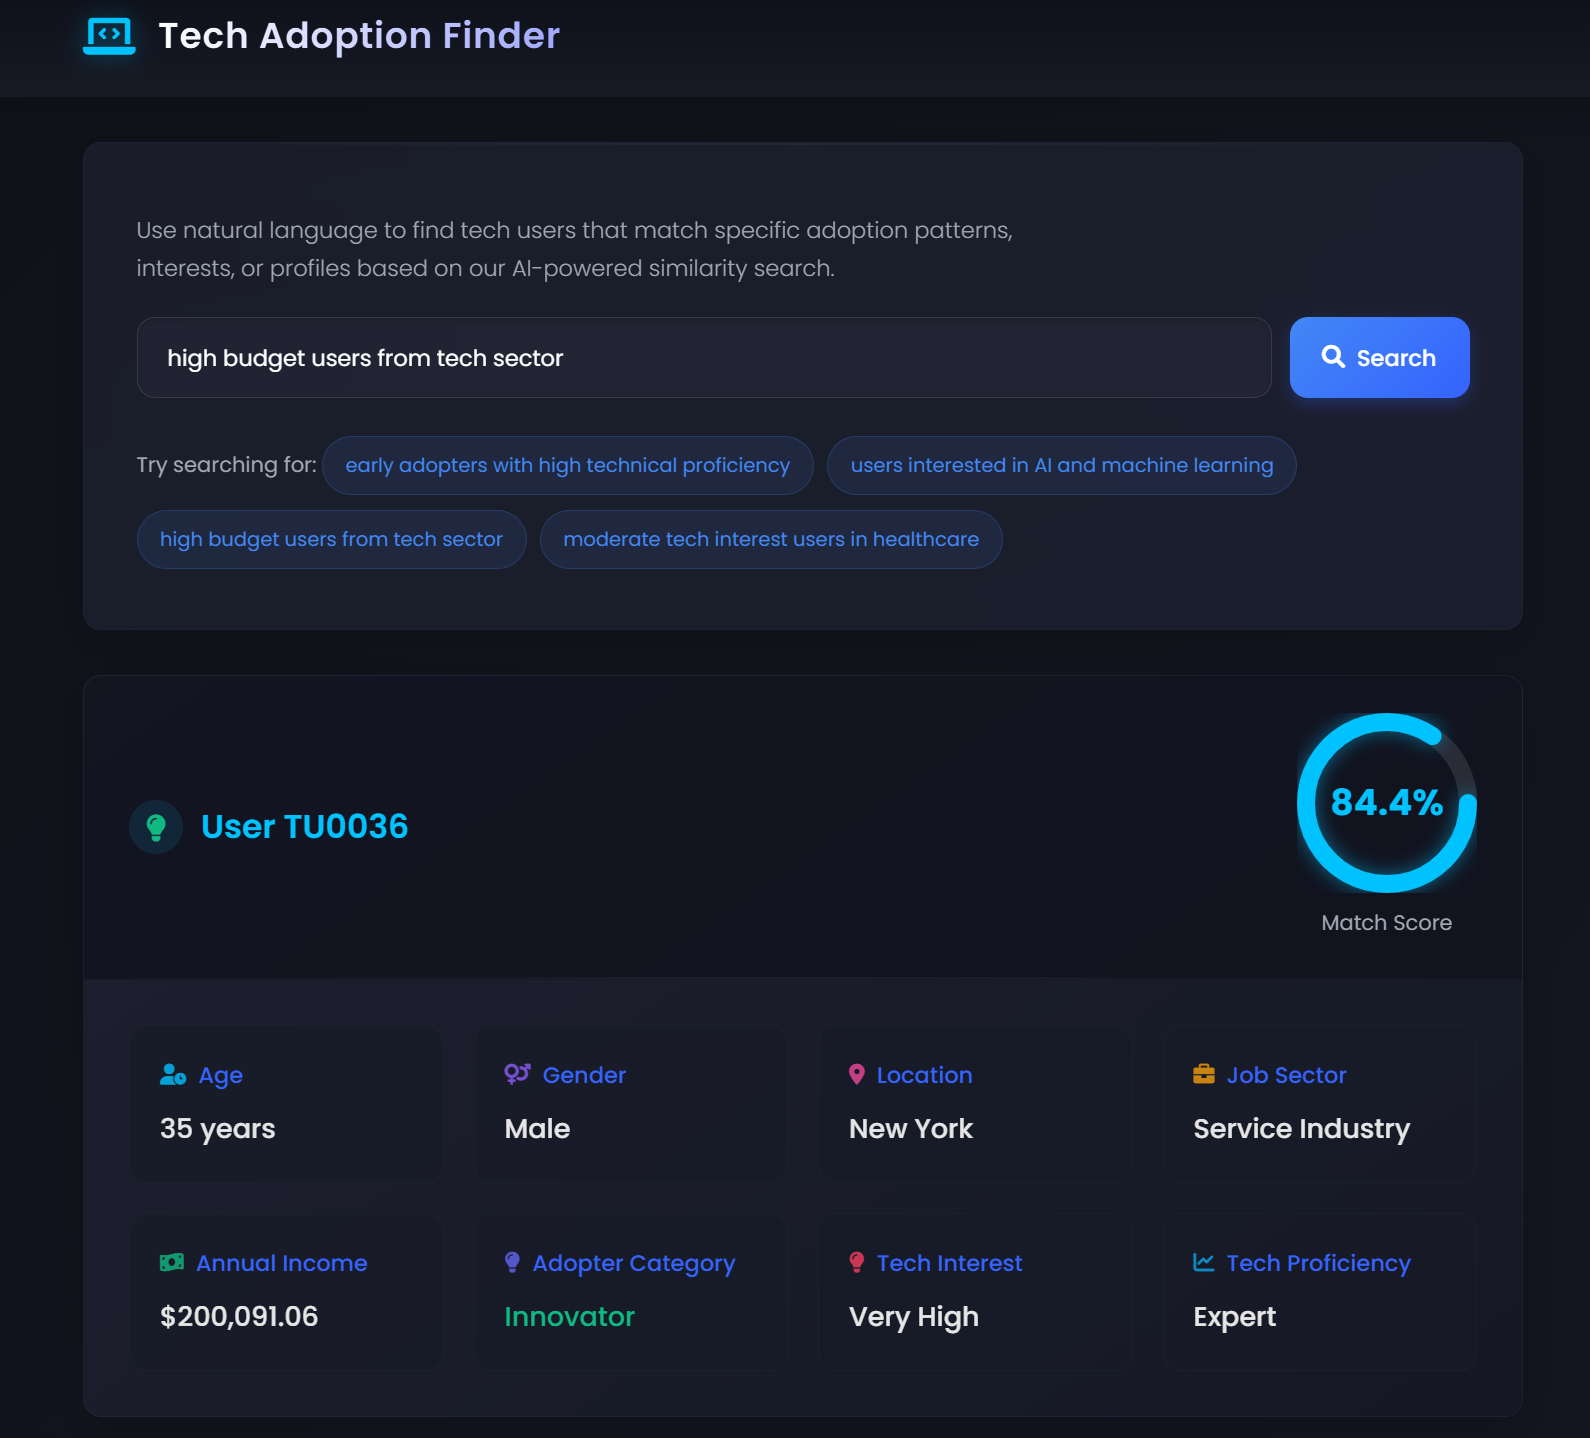 Tech Adoption Finder
Use natural language to find tech users that match specific adoption patterns,
interests, or profiles based on our AI-powered similarity search.
high budget users from tech sector
Search
Try searching for: early adopters with high technical proficiency users interested in AI and machine learning
high budget users from tech sector moderate tech interest users in healthcare
User TU0036
84.4%
Match Score
Age
35 years
Gender
Male
Location
New York
Job Sector
Service Industry
Annual Income
$200,091.06
Adopter Category
Innovator
Tech Interest
Very High
Tech Proficiency
Expert